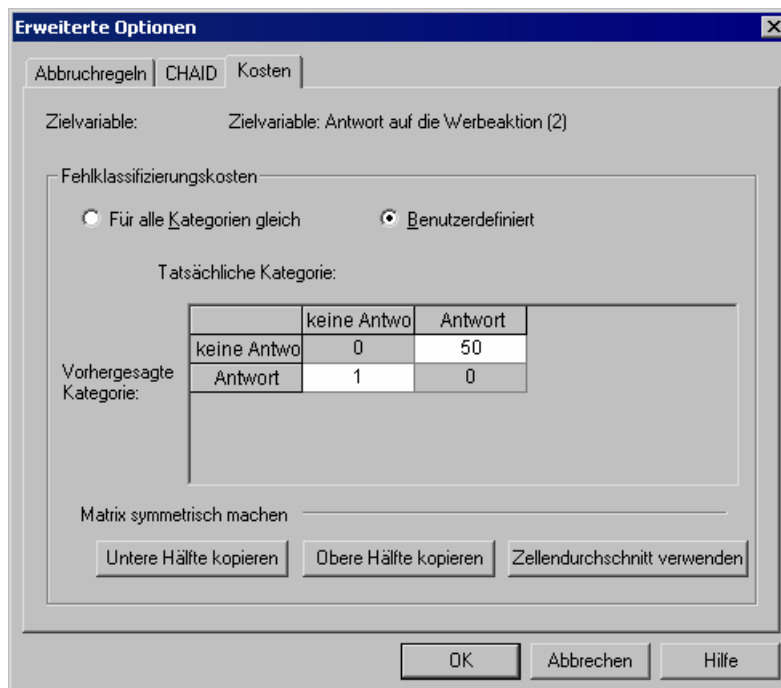 Erweiterte Optionen
Abbruchregeln CHAID Kosten
Zielvariable: Zielvariable: Antwort auf die Werbeaktion (2)
Fehlklassifizierungskosten
Für alle Kategorien gleich Benutzerdefiniert
Tatsächliche Kategorie:
keine Antwo Antwort
keine Antwo 0 50
Vorhergesagte Kategorie:
Antwort 1 0
Matrix symmetrisch machen
Untere Hälfte kopieren Obere Hälfte kopieren Zellendurchschnitt verwenden
OK Abbrechen Hilfe